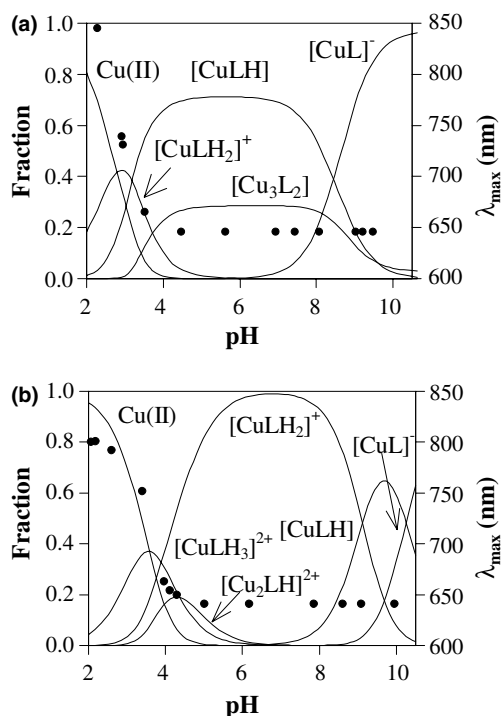 (a)
Fraction
1.0
0.8
0.6
0.4
0.2
0.0
Cu(II)
[CuLH]
[CuL]⁻
[CuLH₂]⁺
[Cu₃L₂]
850
800
750
700
650
600
λmax (nm)
2 4 6 8 10
pH
(b)
Fraction
1.0
0.8
0.6
0.4
0.2
0.0
Cu(II)
[CuLH₂]⁺
[CuL]⁻
[CuLH₃]²⁺
[CuLH]
[Cu₂LH]²⁺
850
800
750
700
650
600
λmax (nm)
2 4 6 8 10
pH